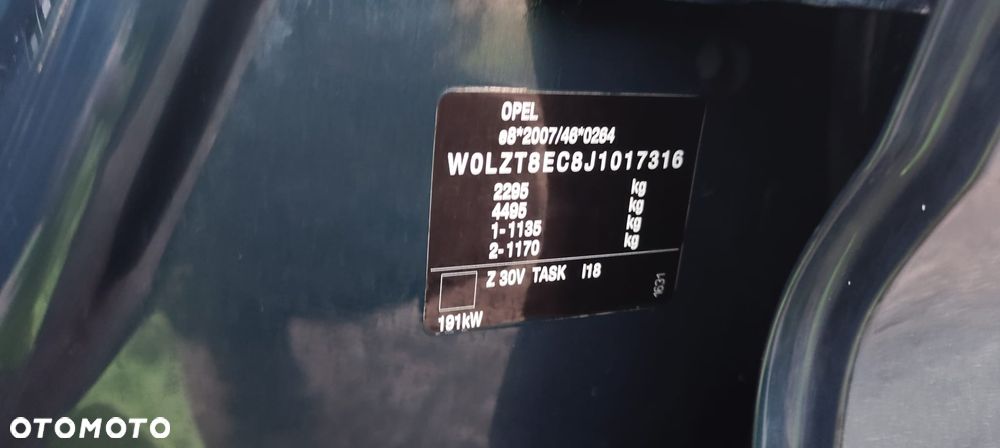 OPEL
e8*2007/46*0264
W0LZT8EC8J1017316
2295 kg
4495 kg
1-1135 kg
2-1170 kg
Z 30V TASK I18
1631
191kW
OTOMOTO